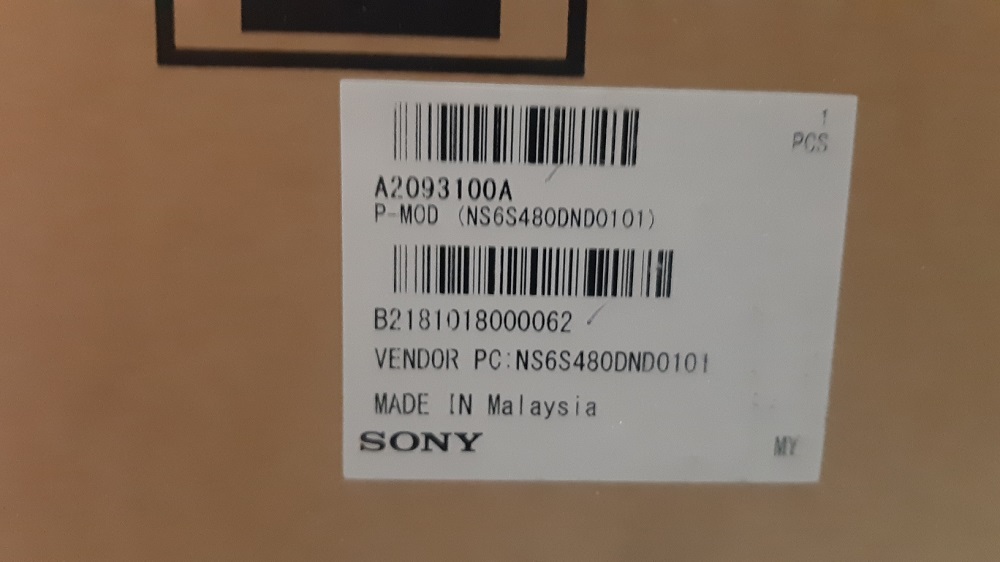 1
PCS
A2093100A
P-MOD (NS6S480DND0101)
B2181018000062
VENDOR PC:NS6S480DND0101
MADE IN Malaysia
SONY
MY